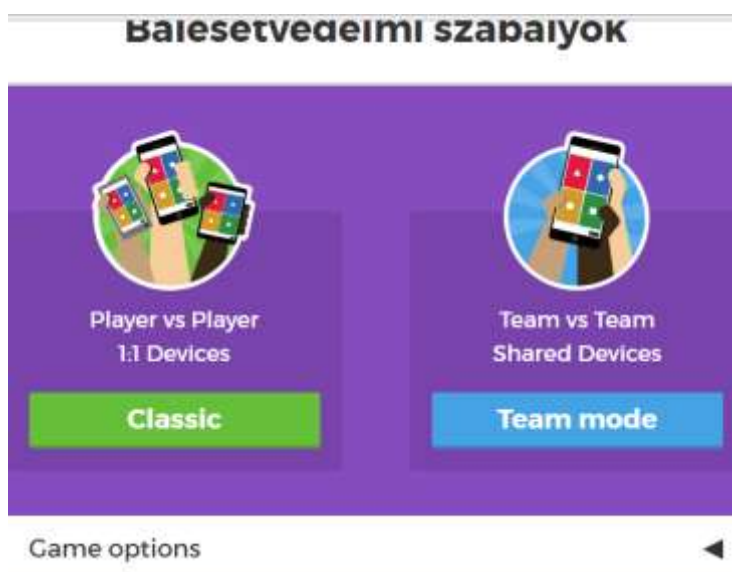 Balesetvédelmi szabályok
Player vs Player
1:1 Devices
Classic
Team vs Team
Shared Devices
Team mode
Game options